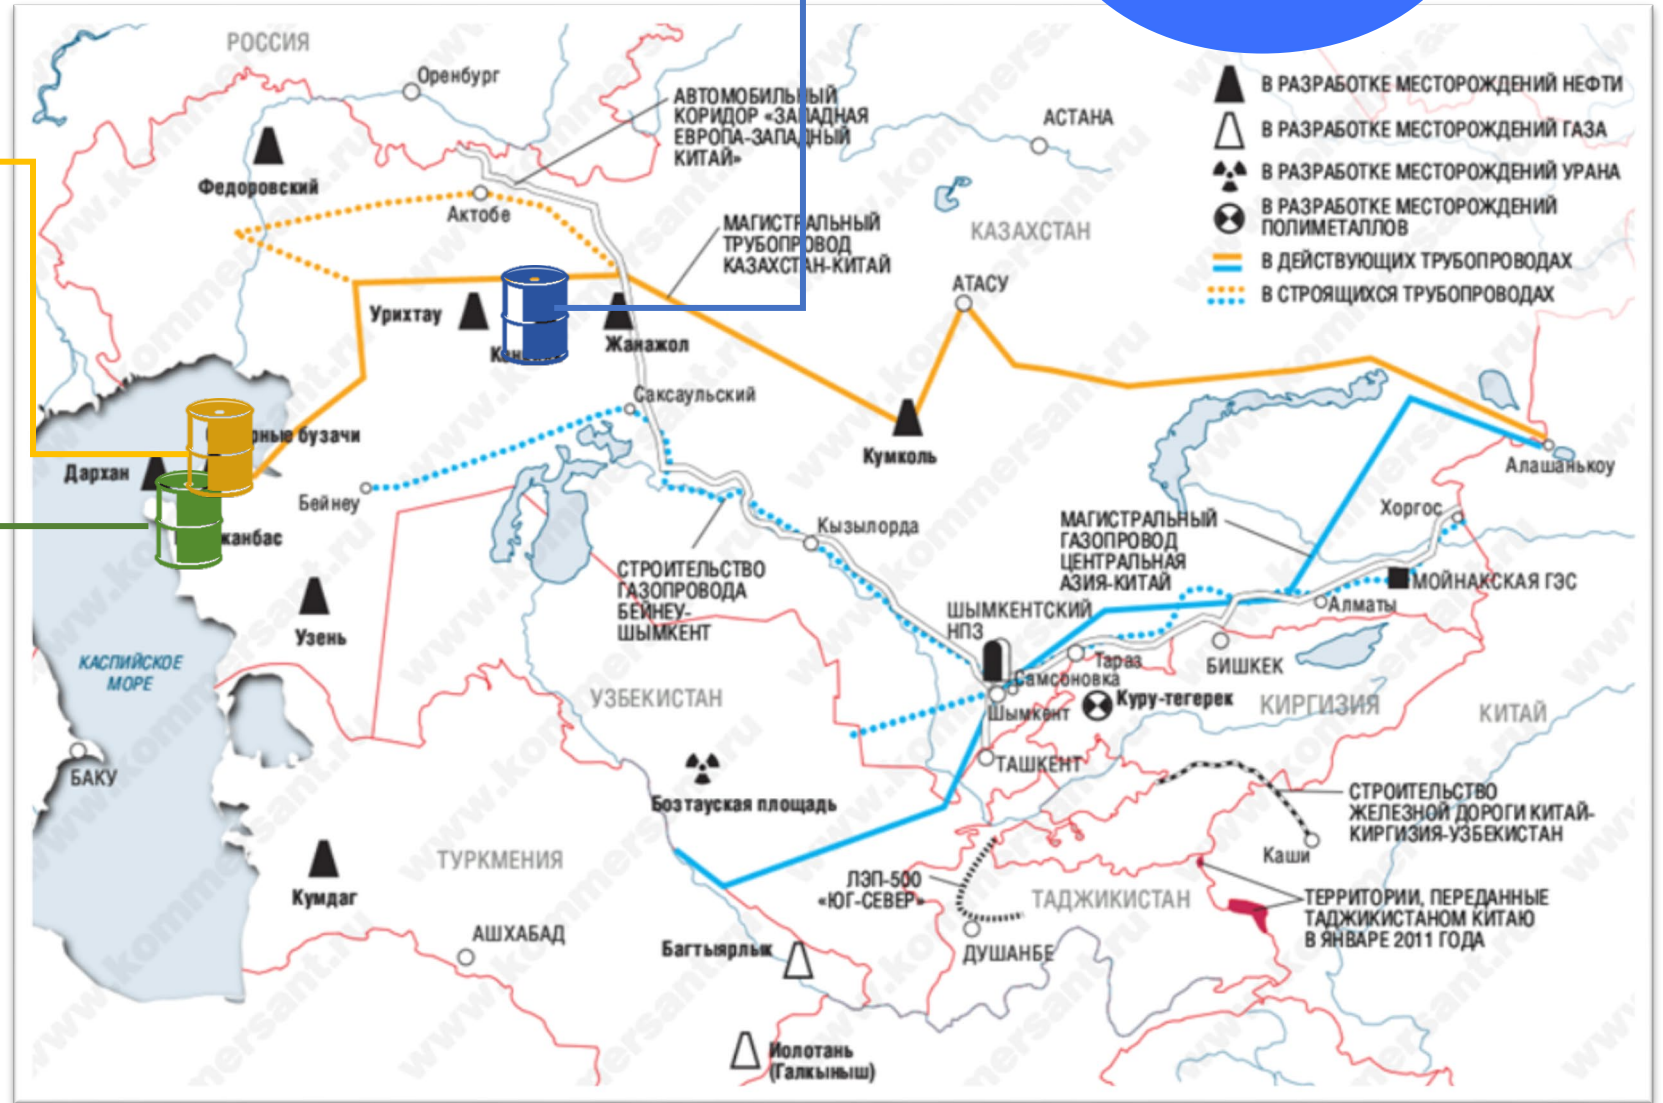 РОССИЯ
Оренбург
Федоровский
Актобе
АВТОМОБИЛЬНЫЙ
КОРИДОР «ЗАПАДНАЯ
ЕВРОПА-ЗАПАДНЫЙ
КИТАЙ»
МАГИСТРАЛЬНЫЙ
ТРУБОПРОВОД
КАЗАХСТАН-КИТАЙ
АСТАНА
КАЗАХСТАН
АТАСУ
В РАЗРАБОТКЕ МЕСТОРОЖДЕНИЙ НЕФТИ
В РАЗРАБОТКЕ МЕСТОРОЖДЕНИЙ ГАЗА
В РАЗРАБОТКЕ МЕСТОРОЖДЕНИЙ УРАНА
В РАЗРАБОТКЕ МЕСТОРОЖДЕНИЙ
ПОЛИМЕТАЛЛОВ
В ДЕЙСТВУЮЩИХ ТРУБОПРОВОДАХ
В СТРОЯЩИХСЯ ТРУБОПРОВОДАХ
Урихтау
Жанажол
Саксаульский
бузачи
Дархан
Бейнеу
Кумколь
Алашанькоу
Хоргос
Узень
Кызылорда
СТРОИТЕЛЬСТВО
ГАЗОПРОВОДА
БЕЙНЕУ-
ШЫМКЕНТ
МАГИСТРАЛЬНЫЙ
ГАЗОПРОВОД
ЦЕНТРАЛЬНАЯ
АЗИЯ-КИТАЙ
МОЙНАКСКАЯ ГЭС
Алматы
ШЫМКЕНТСКИЙ
НПЗ
Тараз
БИШКЕК
Самсоновка
Шымкент
Куру-тегерек
КИРГИЗИЯ
КИТАЙ
КАСПИЙСКОЕ
МОРЕ
УЗБЕКИСТАН
БАКУ
ТАШКЕНТ
Бозтауская площадь
СТРОИТЕЛЬСТВО
ЖЕЛЕЗНОЙ ДОРОГИ КИТАЙ-
КИРГИЗИЯ-УЗБЕКИСТАН
Каши
ТУРКМЕНИЯ
Кумдаг
ЛЭП-500
«ЮГ-СЕВЕР»
ТАДЖИКИСТАН
ТЕРРИТОРИИ, ПЕРЕДАННЫЕ
ТАДЖИКИСТАНОМ КИТАЮ
В ЯНВАРЕ 2011 ГОДА
АШХАБАД
Багтыярлык
ДУШАНБЕ
Иолотань
(Галкыныш)
www.kommersant.ru